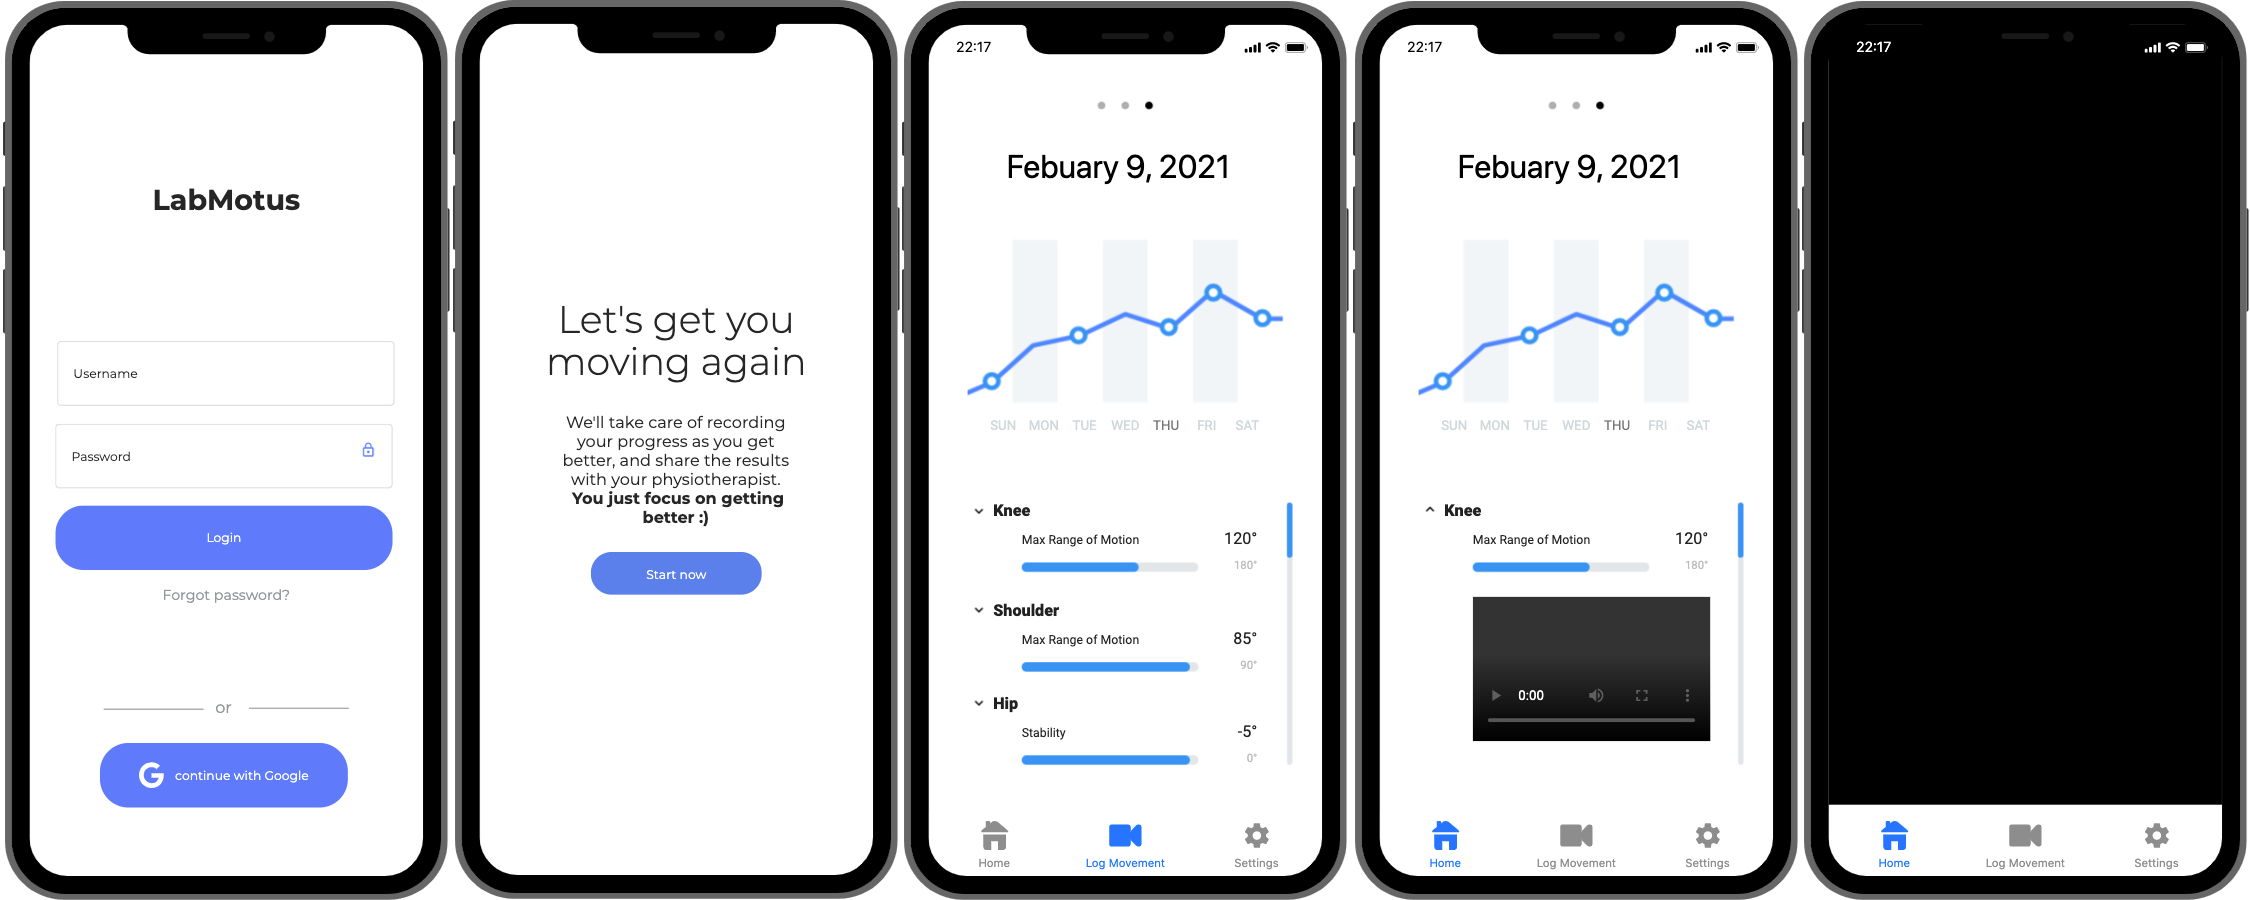 LabMotus
Username
Password
Login
Forgot password?
or
continue with Google
Let's get you
moving again
We'll take care of recording
your progress as you get
better, and share the results
with your physiotherapist.
You just focus on getting
better :)
Start now
22:17
Febuary 9, 2021
SUN MON TUE WED THU FRI SAT
Knee
Max Range of Motion 120°
180°
Shoulder
Max Range of Motion 85°
90°
Hip
Stability -5°
0°
Home Log Movement Settings
22:17
Febuary 9, 2021
SUN MON TUE WED THU FRI SAT
Knee
Max Range of Motion 120°
180°
0:00
Home Log Movement Settings
22:17
Home Log Movement Settings